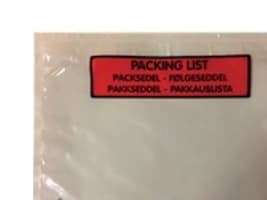 PACKING LIST
PACKSEDEL - FØLGESEDDEL
PAKKSEDDEL - PAKKAUSLISTA